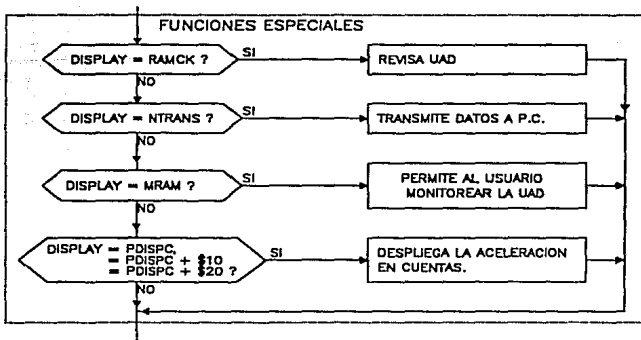 FUNCIONES ESPECIALES
DISPLAY = RAMCK ?
SI
REVISA UAD
NO
DISPLAY = NTRANS ?
SI
TRANSMITE DATOS A P.C.
NO
DISPLAY = MRAM ?
SI
PERMITE AL USUARIO
MONITOREAR LA UAD
NO
DISPLAY = PDISPC,
= PDISPC + $10
= PDISPC + $20 ?
SI
DESPLIEGA LA ACELERACION
EN CUENTAS.
NO